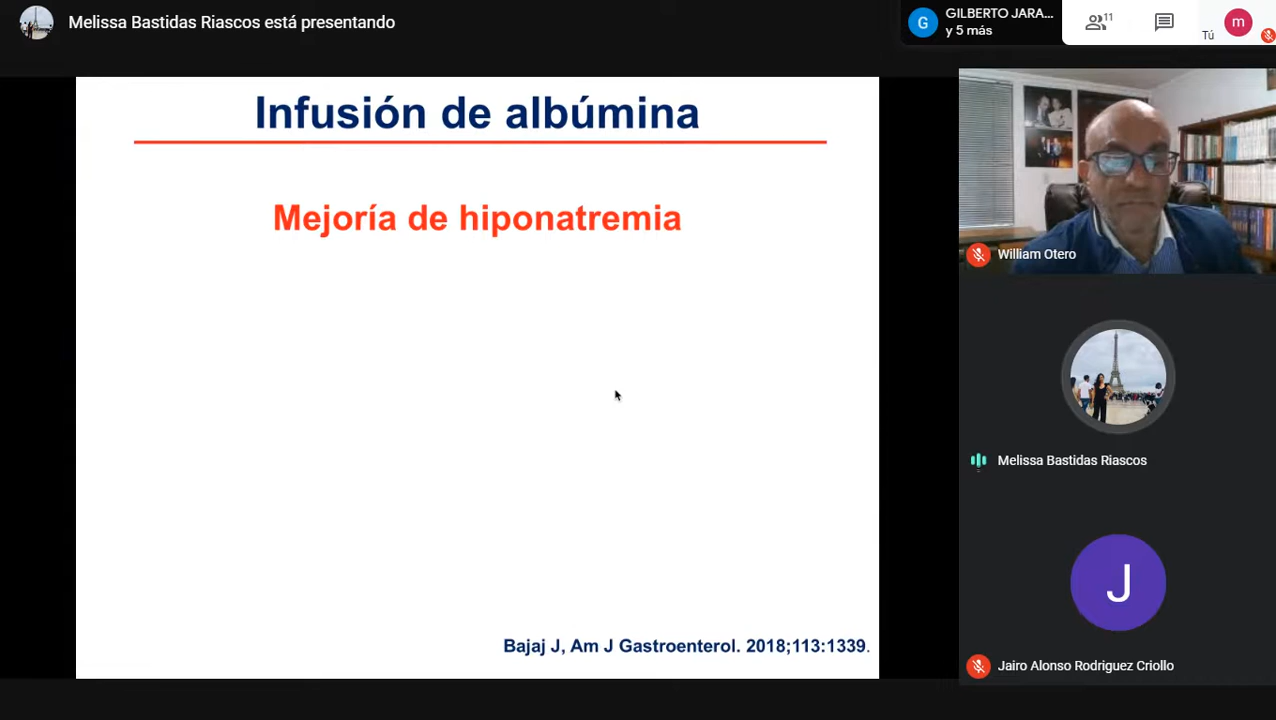 Melissa Bastidas Riascos está presentando
GILBERTO JARA...
y 5 más
G
11
Tú
m
Infusión de albúmina
Mejoría de hiponatremia
Bajaj J, Am J Gastroenterol. 2018;113:1339.
William Otero
Melissa Bastidas Riascos
J
Jairo Alonso Rodriguez Criollo